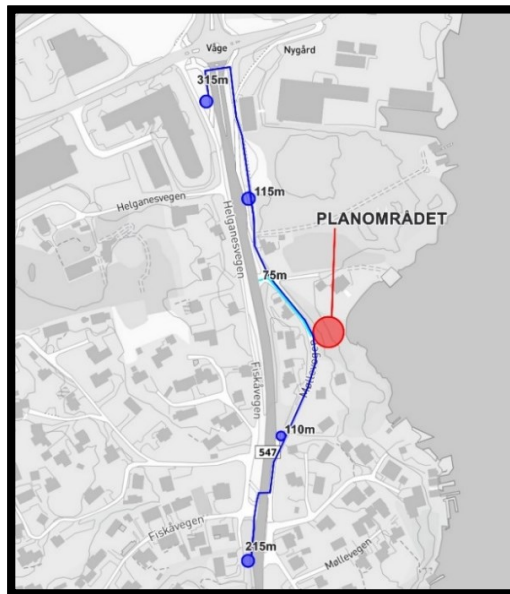 Våge
Nygård
315m
115m
Helganesvegen
PLANOMRÅDET
Helganesvegen
75m
Møllevegen
Fiskåvegen
110m
547
Fiskåvegen
215m
Møllevegen